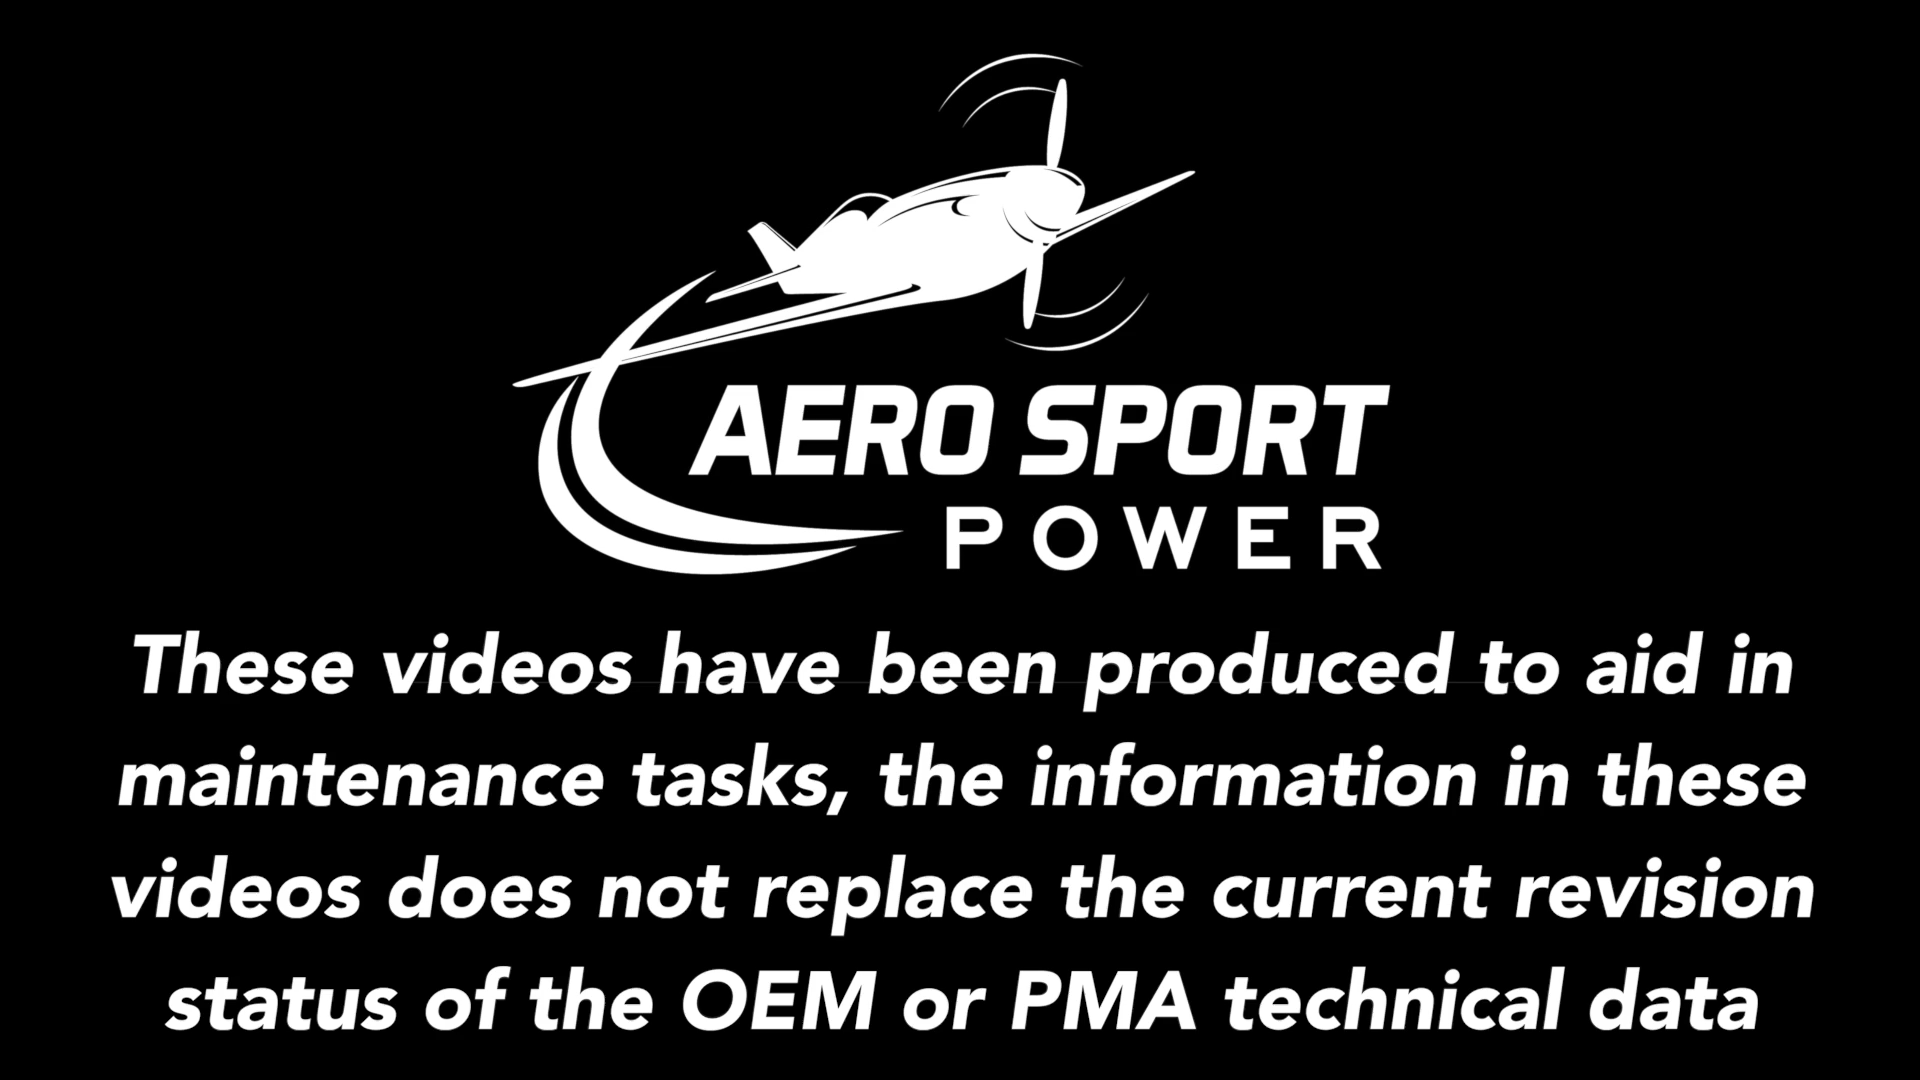 AERO SPORT
POWER
These videos have been produced to aid in
maintenance tasks, the information in these
videos does not replace the current revision
status of the OEM or PMA technical data